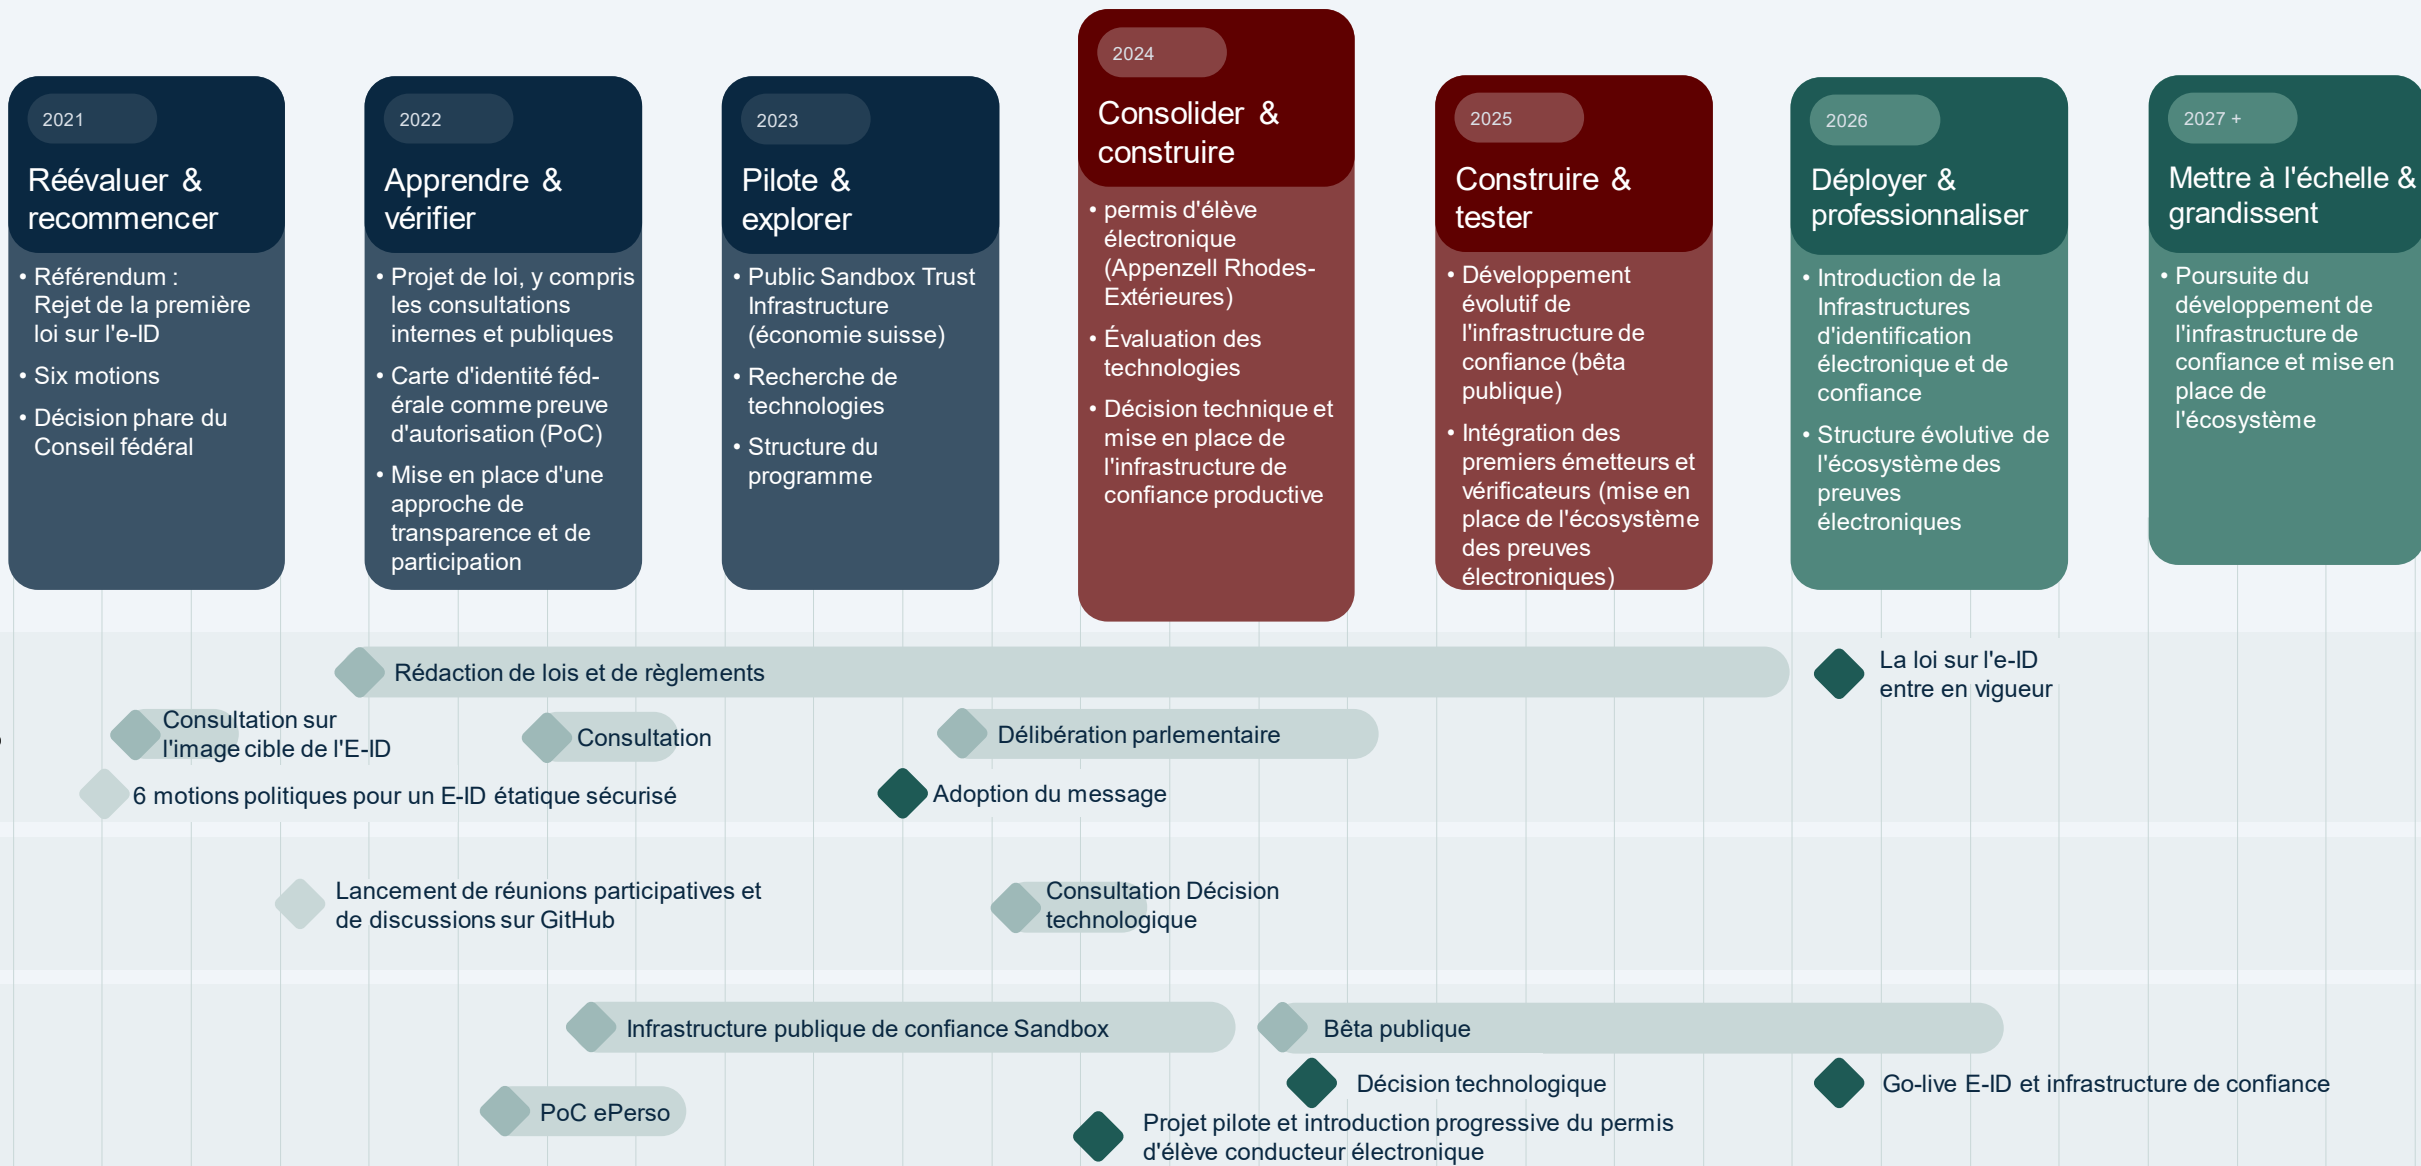 2021
Réévaluer &
recommencer
• Référendum :
Rejet de la première
loi sur l'e-ID
• Six motions
• Décision phare du
Conseil fédéral
2022
Apprendre &
vérifier
• Projet de loi, y compris
les consultations
internes et publiques
• Carte d'identité féd-
érale comme preuve
d'autorisation (PoC)
• Mise en place d'une
approche de
transparence et de
participation
2023
Pilote &
explorer
• Public Sandbox Trust
Infrastructure
(économie suisse)
• Recherche de
technologies
• Structure du
programme
2024
Consolider &
construire
• permis d'élève
électronique
(Appenzell Rhodes-
Extérieures)
• Évaluation des
technologies
• Décision technique et
mise en place de
l'infrastructure de
confiance productive
2025
Construire &
tester
• Développement
évolutif de
l'infrastructure de
confiance (bêta
publique)
• Intégration des
premiers émetteurs et
vérificateurs (mise en
place de l'écosystème
des preuves
électroniques)
2026
Déployer &
professionnaliser
• Introduction de la
Infrastructures
d'identification
électronique et de
confiance
• Structure évolutive de
l'écosystème des
preuves
électroniques
2027 +
Mettre à l'échelle &
grandissent
• Poursuite du
développement de
l'infrastructure de
confiance et mise en
place de
l'écosystème
Rédaction de lois et de règlements
La loi sur l'e-ID
entre en vigueur
Consultation sur
l'image cible de l'E-ID
Consultation
Délibération parlementaire
6 motions politiques pour un E-ID étatique sécurisé
Adoption du message
Lancement de réunions participatives et
de discussions sur GitHub
Consultation Décision
technologique
Infrastructure publique de confiance Sandbox
Bêta publique
Décision technologique
Go-live E-ID et infrastructure de confiance
PoC ePerso
Projet pilote et introduction progressive du permis
d'élève conducteur électronique